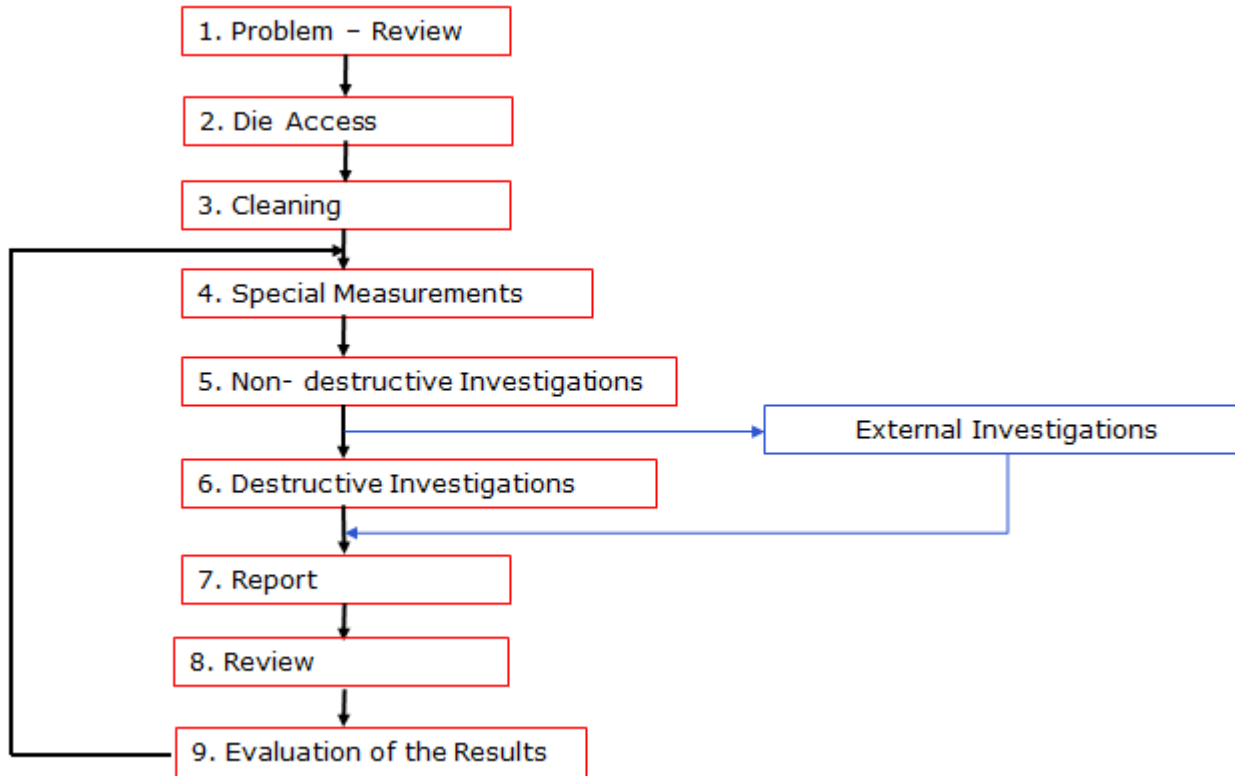 1. Problem – Review
2. Die Access
3. Cleaning
4. Special Measurements
5. Non- destructive Investigations
External Investigations
6. Destructive Investigations
7. Report
8. Review
9. Evaluation of the Results